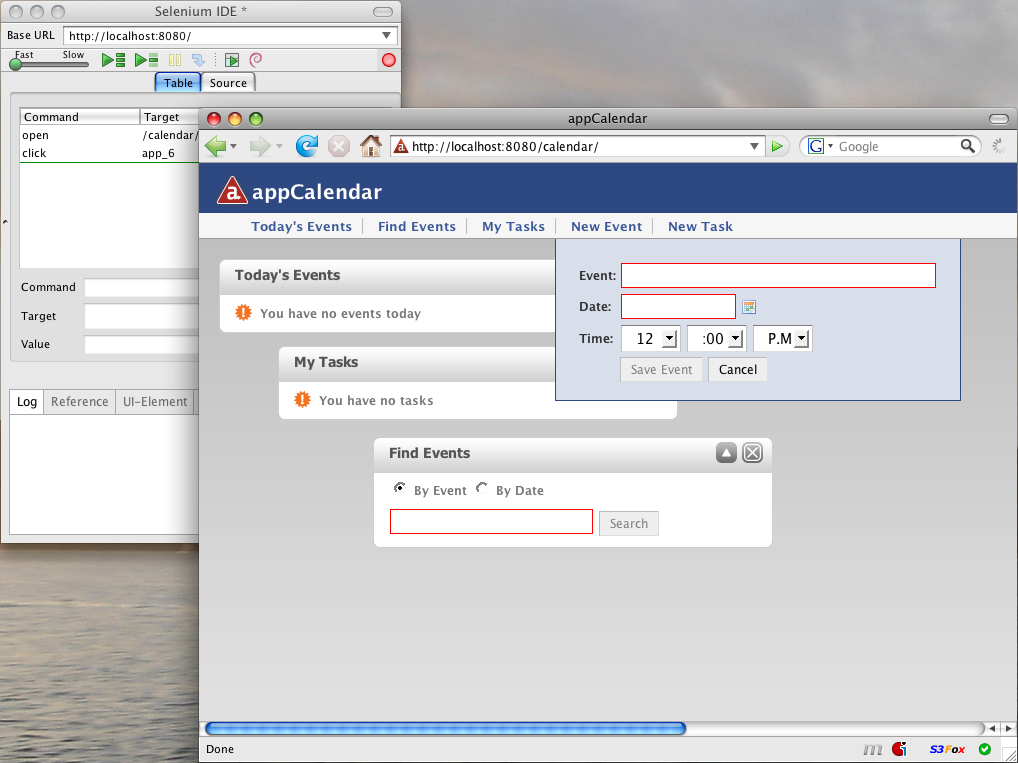 Selenium IDE *
Base URL http://localhost:8080/
Fast Slow
Table Source
Command Target
open /calendar/
click app_6
Command
Target
Value
Log Reference UI-Element
appCalendar
http://localhost:8080/calendar/ G Google
a appCalendar
Today's Events Find Events My Tasks New Event New Task
Event:
Date:
Time: 12 :00 P.M
Save Event Cancel
Today's Events
You have no events today
My Tasks
You have no tasks
Find Events
By Event By Date
Search
Done m S3Fox